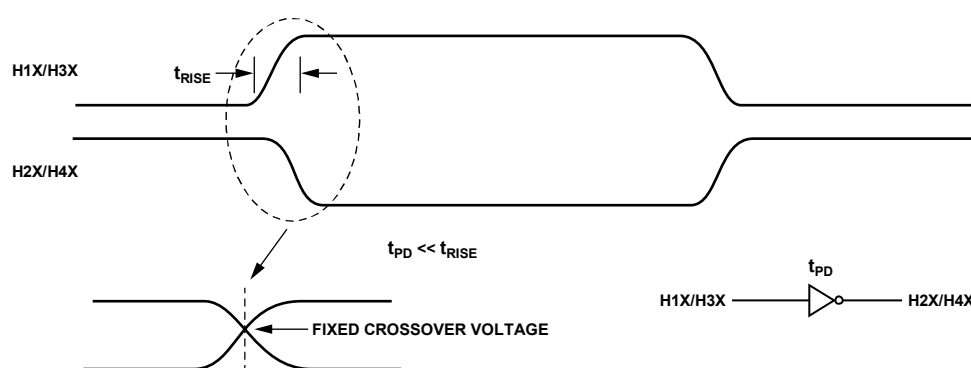 H1X/H3X
tRISE
H2X/H4X
tPD << tRISE
tPD
H1X/H3X
H2X/H4X
FIXED CROSSOVER VOLTAGE